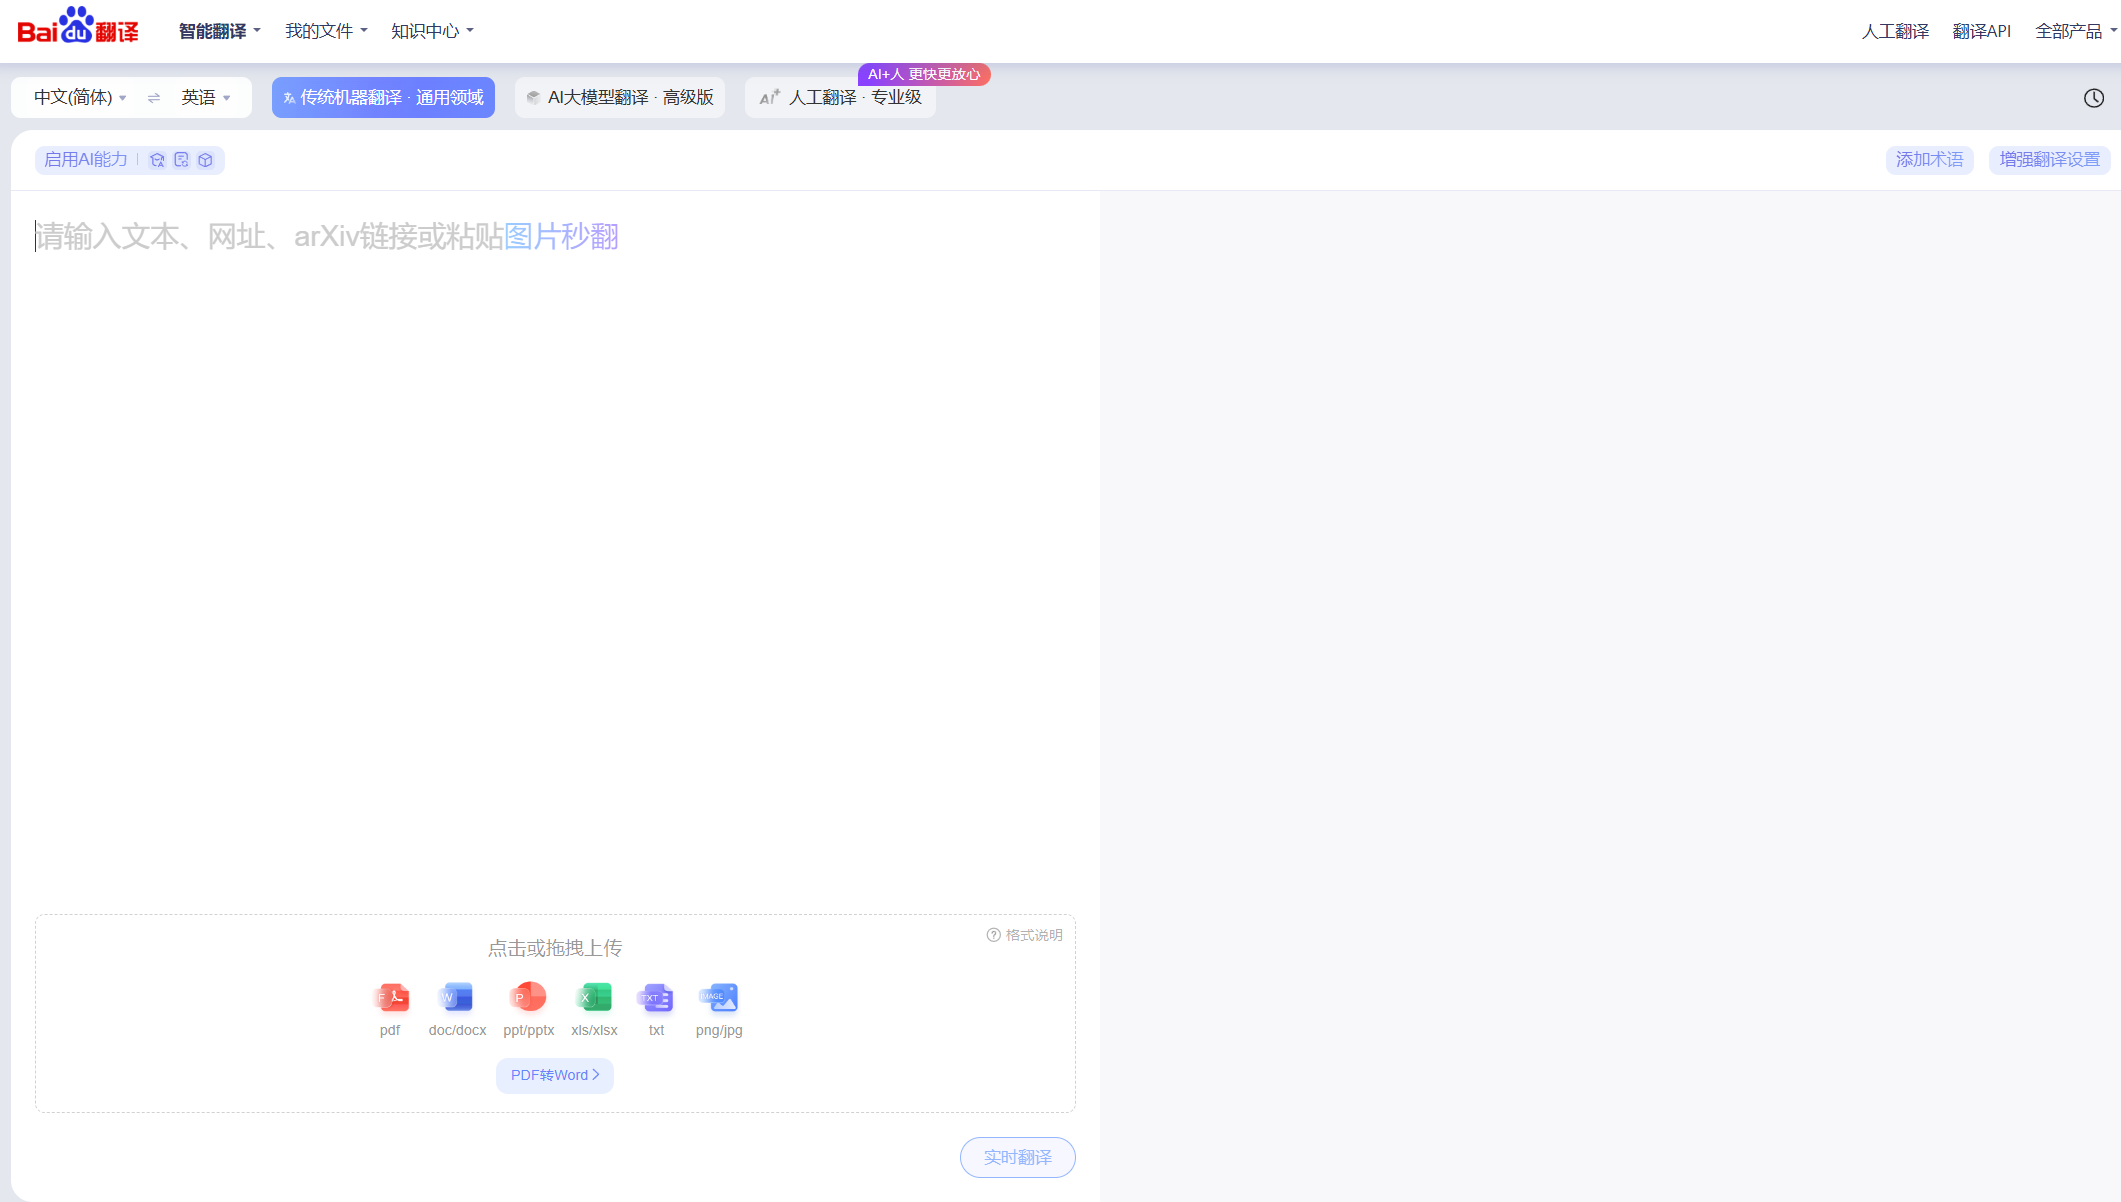 Bai du 翻译 智能翻译 我的文件 知识中心 人工翻译 翻译API 全部产品
AI+人 更快更放心
中文(简体) 英语 传统机器翻译 · 通用领域 AI大模型翻译 · 高级版 AI+ 人工翻译 · 专业级
启用AI能力 添加术语 增强翻译设置
请输入文本、网址、arXiv链接或粘贴图片秒翻
格式说明
点击或拖拽上传
F W P X TXT IMAGE
pdf doc/docx ppt/pptx xls/xlsx txt png/jpg
PDF转Word
实时翻译